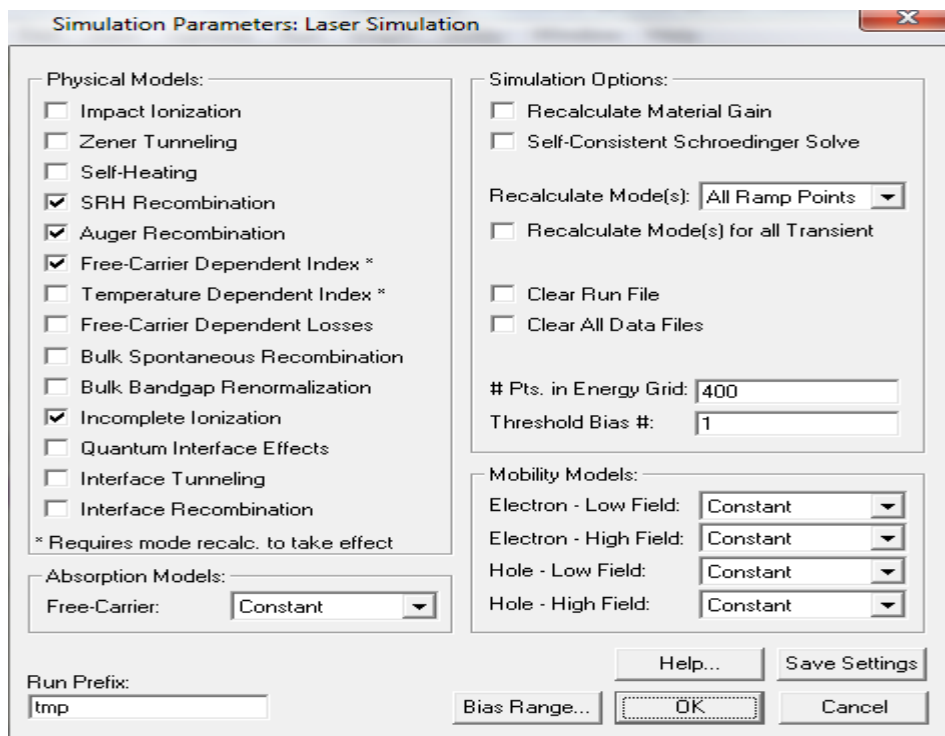 Simulation Parameters: Laser Simulation
Physical Models:
Impact Ionization
Zener Tunneling
Self-Heating
SRH Recombination
Auger Recombination
Free-Carrier Dependent Index *
Temperature Dependent Index *
Free-Carrier Dependent Losses
Bulk Spontaneous Recombination
Bulk Bandgap Renormalization
Incomplete Ionization
Quantum Interface Effects
Interface Tunneling
Interface Recombination
* Requires mode recalc. to take effect
Absorption Models:
Free-Carrier: Constant
Run Prefix:
tmp
Simulation Options:
Recalculate Material Gain
Self-Consistent Schroedinger Solve
Recalculate Mode(s): All Ramp Points
Recalculate Mode(s) for all Transient
Clear Run File
Clear All Data Files
# Pts. in Energy Grid: 400
Threshold Bias #: 1
Mobility Models:
Electron - Low Field: Constant
Electron - High Field: Constant
Hole - Low Field: Constant
Hole - High Field: Constant
Help... Save Settings
Bias Range... OK Cancel